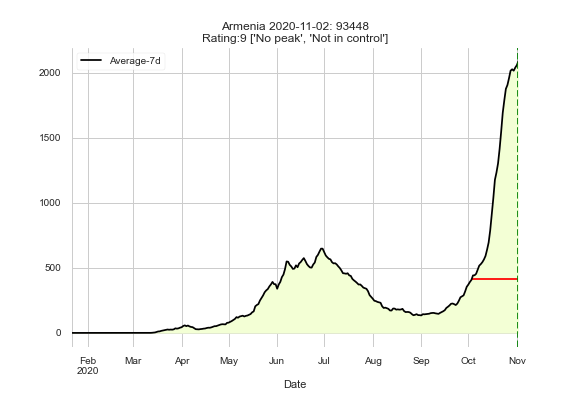 Armenia 2020-11-02: 93448
Rating:9 ['No peak', 'Not in control']
Average-7d
2000
1500
1000
500
0
Feb Mar Apr May Jun Jul Aug Sep Oct Nov
2020
Date